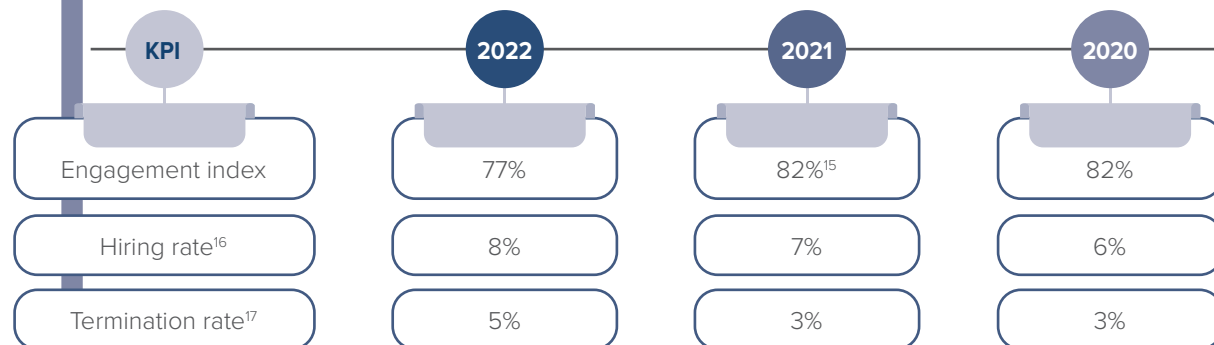 KPI 2022 2021 2020
Engagement index 77% 82%¹⁵ 82%
Hiring rate¹⁶ 8% 7% 6%
Termination rate¹⁷ 5% 3% 3%